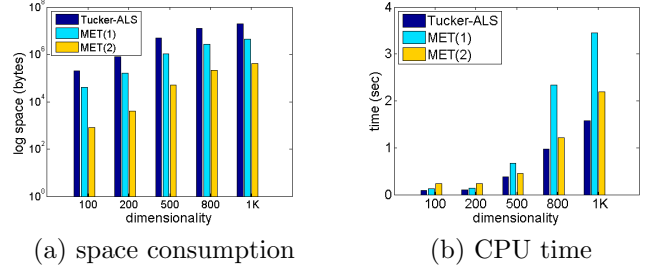 10^8
10^6
10^4
10^2
10^0
log space (bytes)
Tucker-ALS
MET(1)
MET(2)
100 200 500 800 1K
dimensionality
(a) space consumption
4
3
2
1
0
time (sec)
Tucker-ALS
MET(1)
MET(2)
100 200 500 800 1K
dimensionality
(b) CPU time